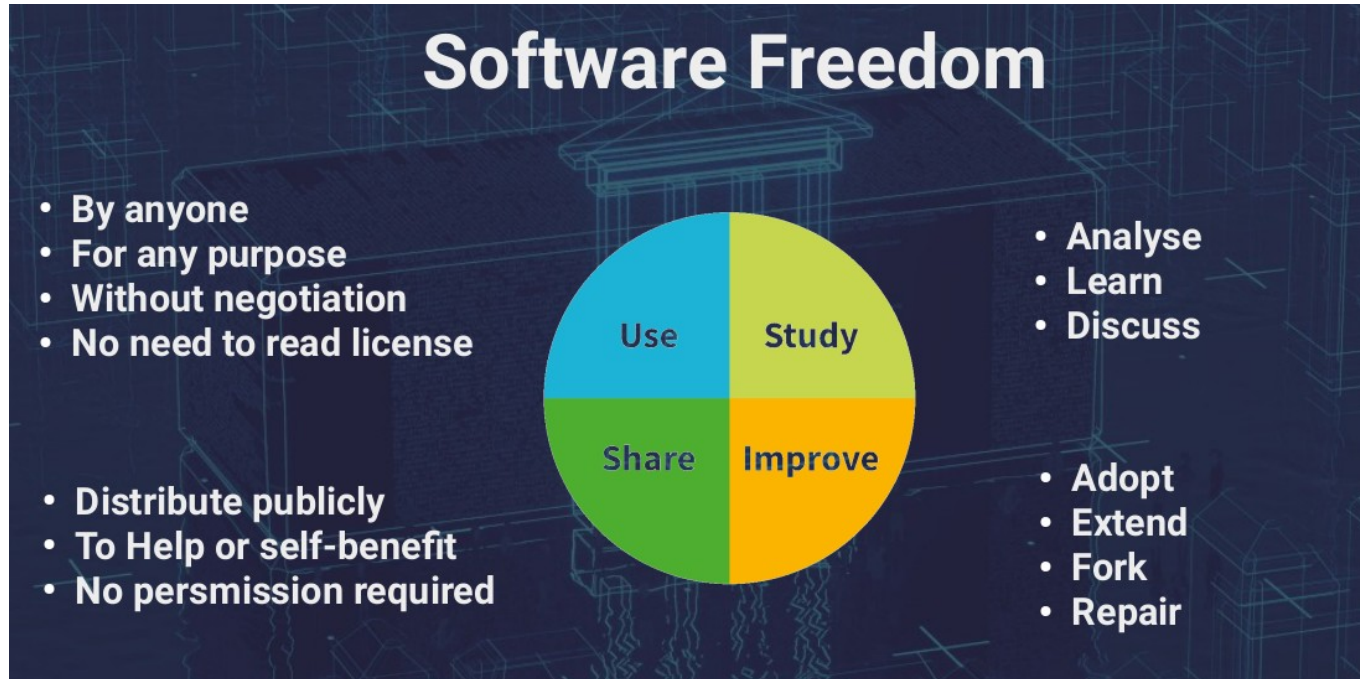 Software Freedom
• By anyone
• For any purpose
• Without negotiation
• No need to read license
Use
Study
• Analyse
• Learn
• Discuss
Share
Improve
• Distribute publicly
• To Help or self-benefit
• No persmission required
• Adopt
• Extend
• Fork
• Repair